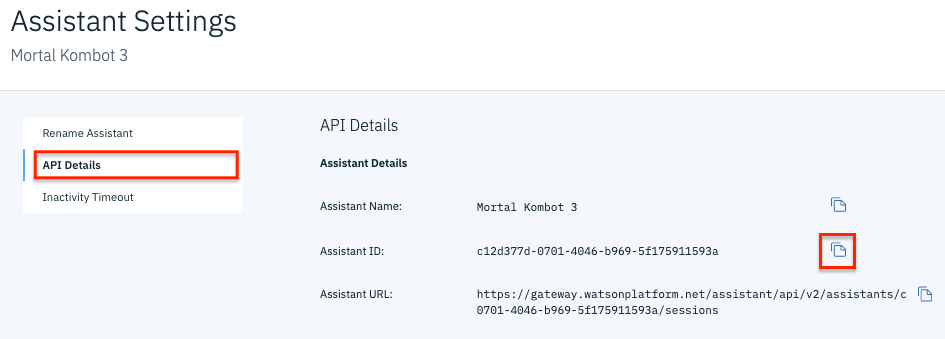 Assistant Settings
Mortal Kombot 3
Rename Assistant
API Details
Inactivity Timeout
API Details
Assistant Details
Assistant Name: Mortal Kombot 3
Assistant ID: c12d377d-0701-4046-b969-5f175911593a
Assistant URL: https://gateway.watsonplatform.net/assistant/api/v2/assistants/c
0701-4046-b969-5f175911593a/sessions